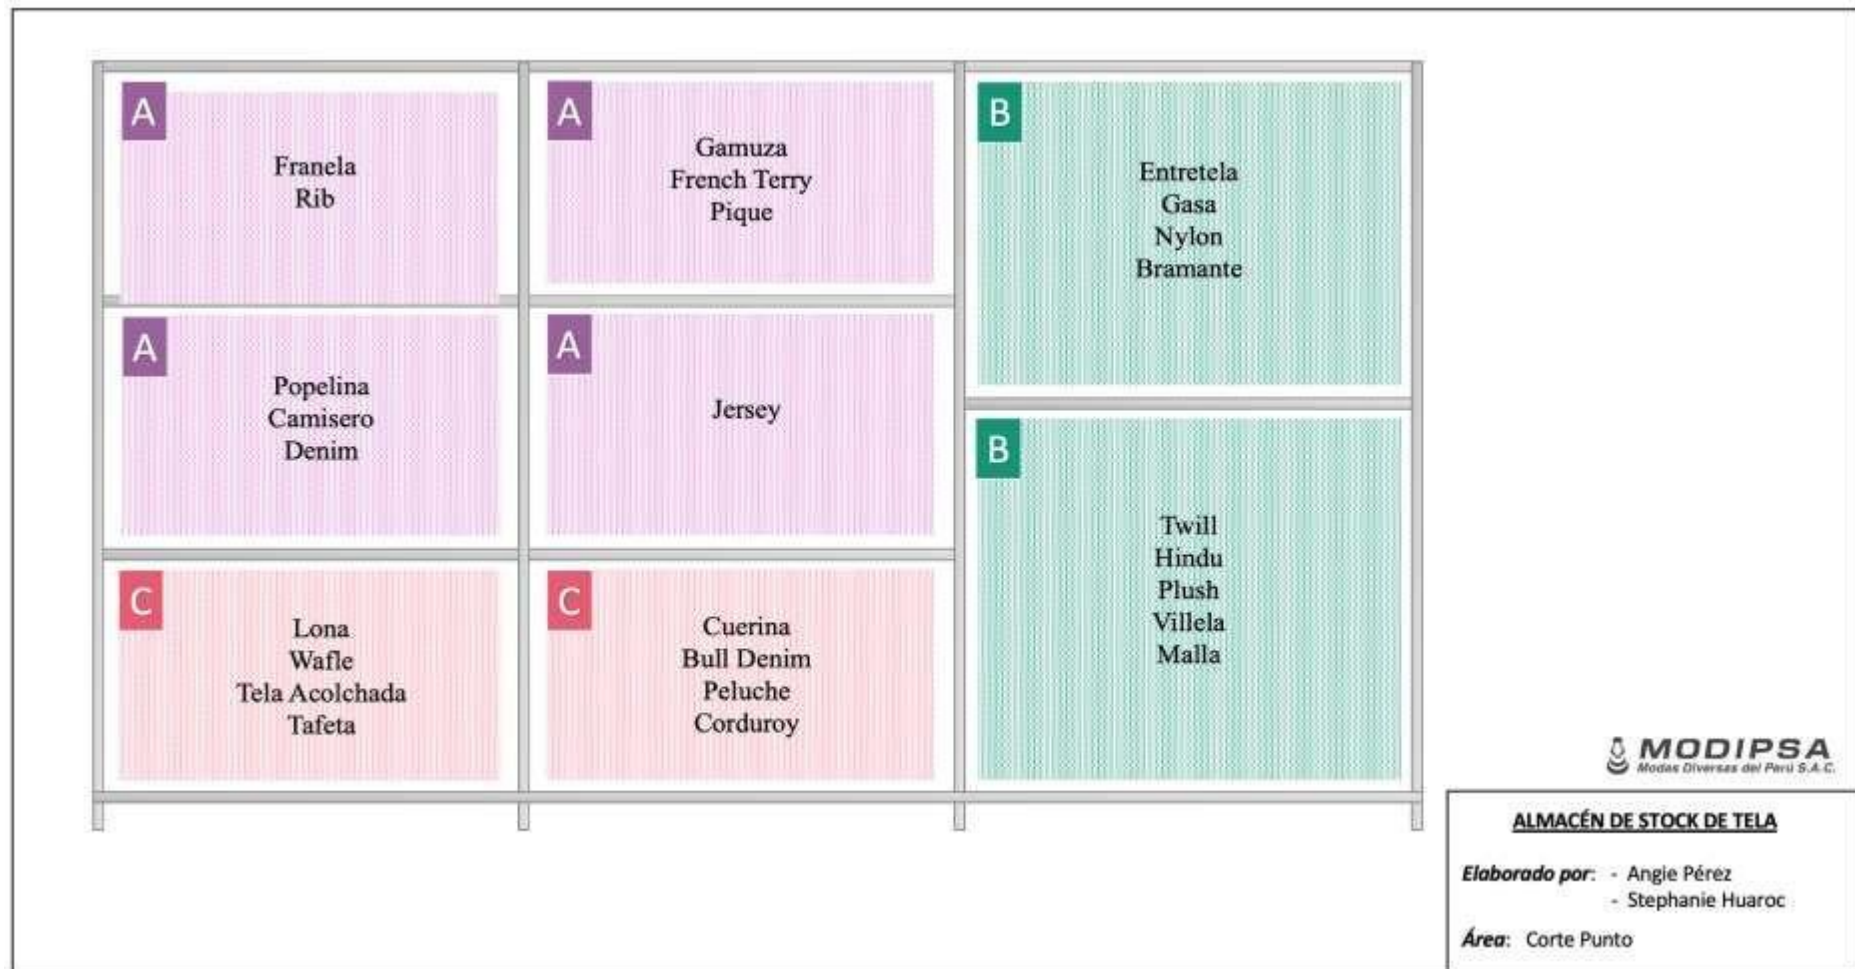 A
Franela
Rib
A
Gamuza
French Terry
Pique
B
Entretela
Gasa
Nylon
Bramante
A
Popelina
Camisero
Denim
A
Jersey
B
Twill
Hindu
Plush
Villela
Malla
C
Lona
Wafle
Tela Acolchada
Tafeta
C
Cuerina
Bull Denim
Peluche
Corduroy
MODIPSA
Modas Diversas del Perú S.A.C.
ALMACÉN DE STOCK DE TELA
Elaborado por: - Angie Pérez
- Stephanie Huaroc
Área: Corte Punto